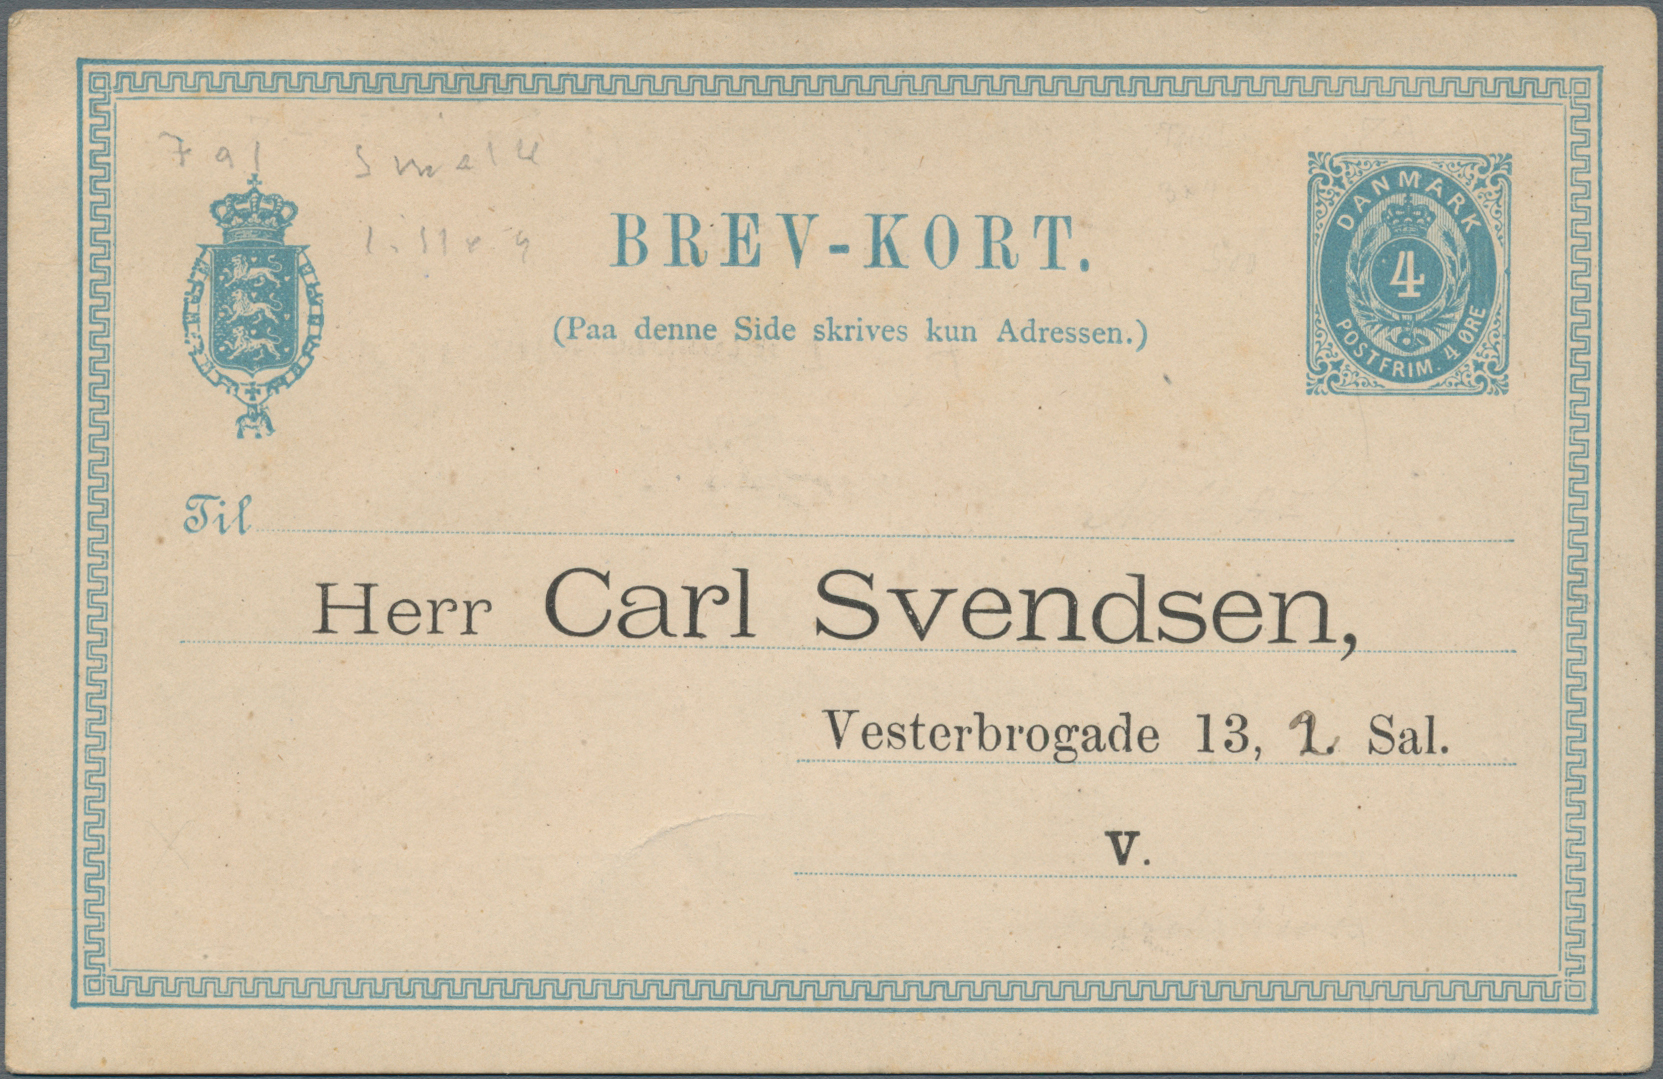 BREV-KORT.
(Paa denne Side skrives kun Adressen.)
DANMARK
4
POSTFRIM. 4 ØRE
Til
Herr Carl Svendsen,
Vesterbrogade 13, 2. Sal.
V.